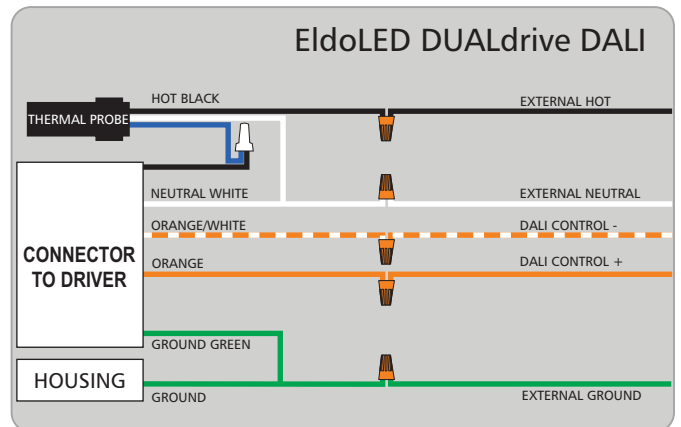 EldoLED DUALdrive DALI
HOT BLACK
EXTERNAL HOT
THERMAL PROBE
NEUTRAL WHITE
EXTERNAL NEUTRAL
ORANGE/WHITE
DALI CONTROL -
CONNECTOR
TO DRIVER
ORANGE
DALI CONTROL +
GROUND GREEN
HOUSING
GROUND
EXTERNAL GROUND